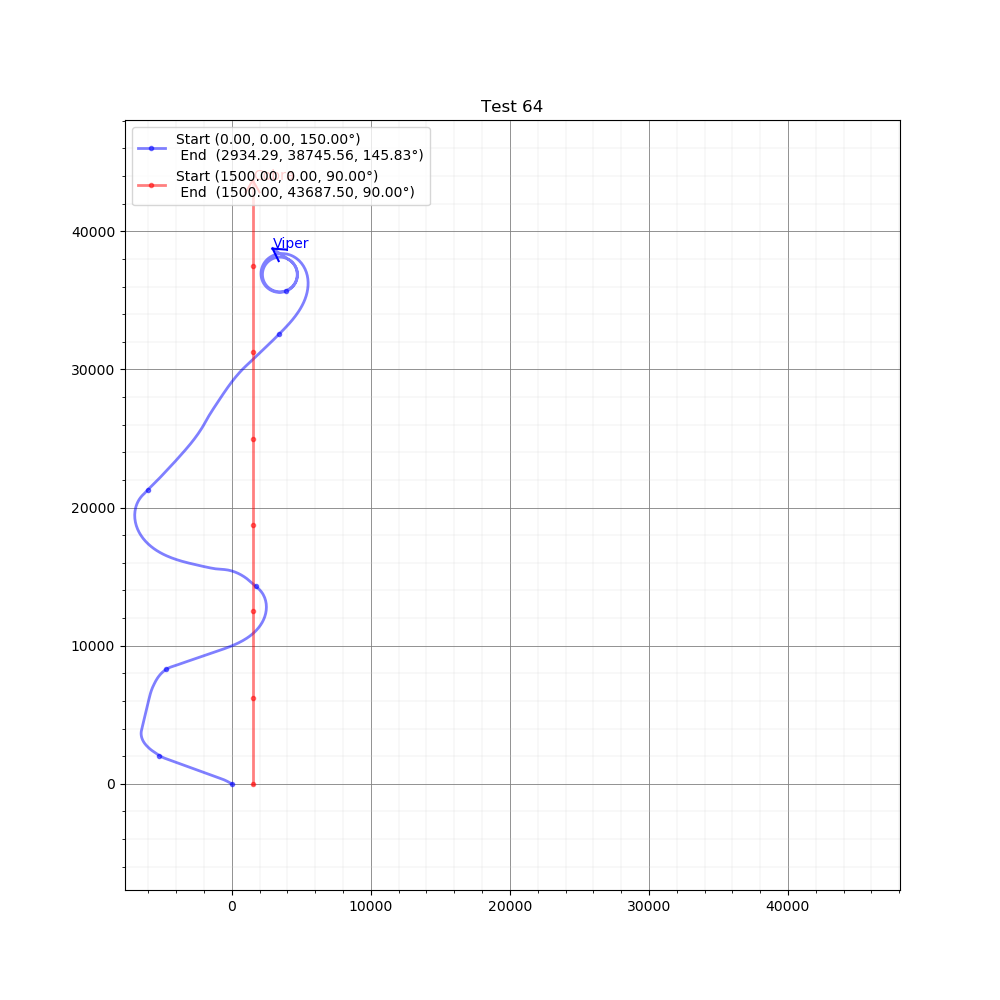 Test 64
Start (0.00, 0.00, 150.00°)
End (2934.29, 38745.56, 145.83°)
Start (1500.00, 0.00, 90.00°)
End (1500.00, 43687.50, 90.00°)
Viper
40000
30000
20000
10000
0
0 10000 20000 30000 40000